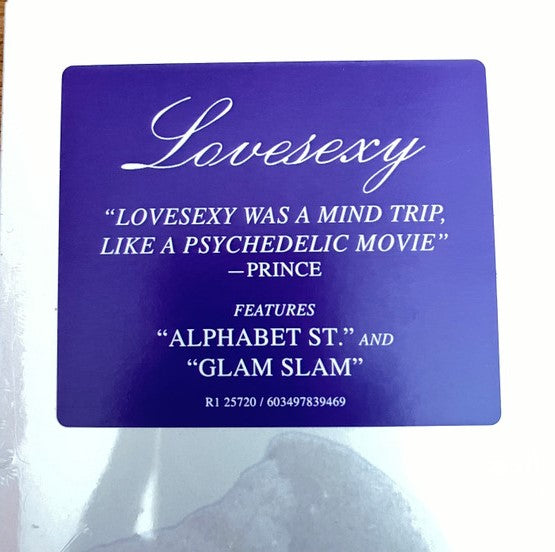 Lovesexy
“LOVESEXY WAS A MIND TRIP,
LIKE A PSYCHEDELIC MOVIE”
—PRINCE
FEATURES
“ALPHABET ST.” AND
“GLAM SLAM”
R1 25720 / 603497839469